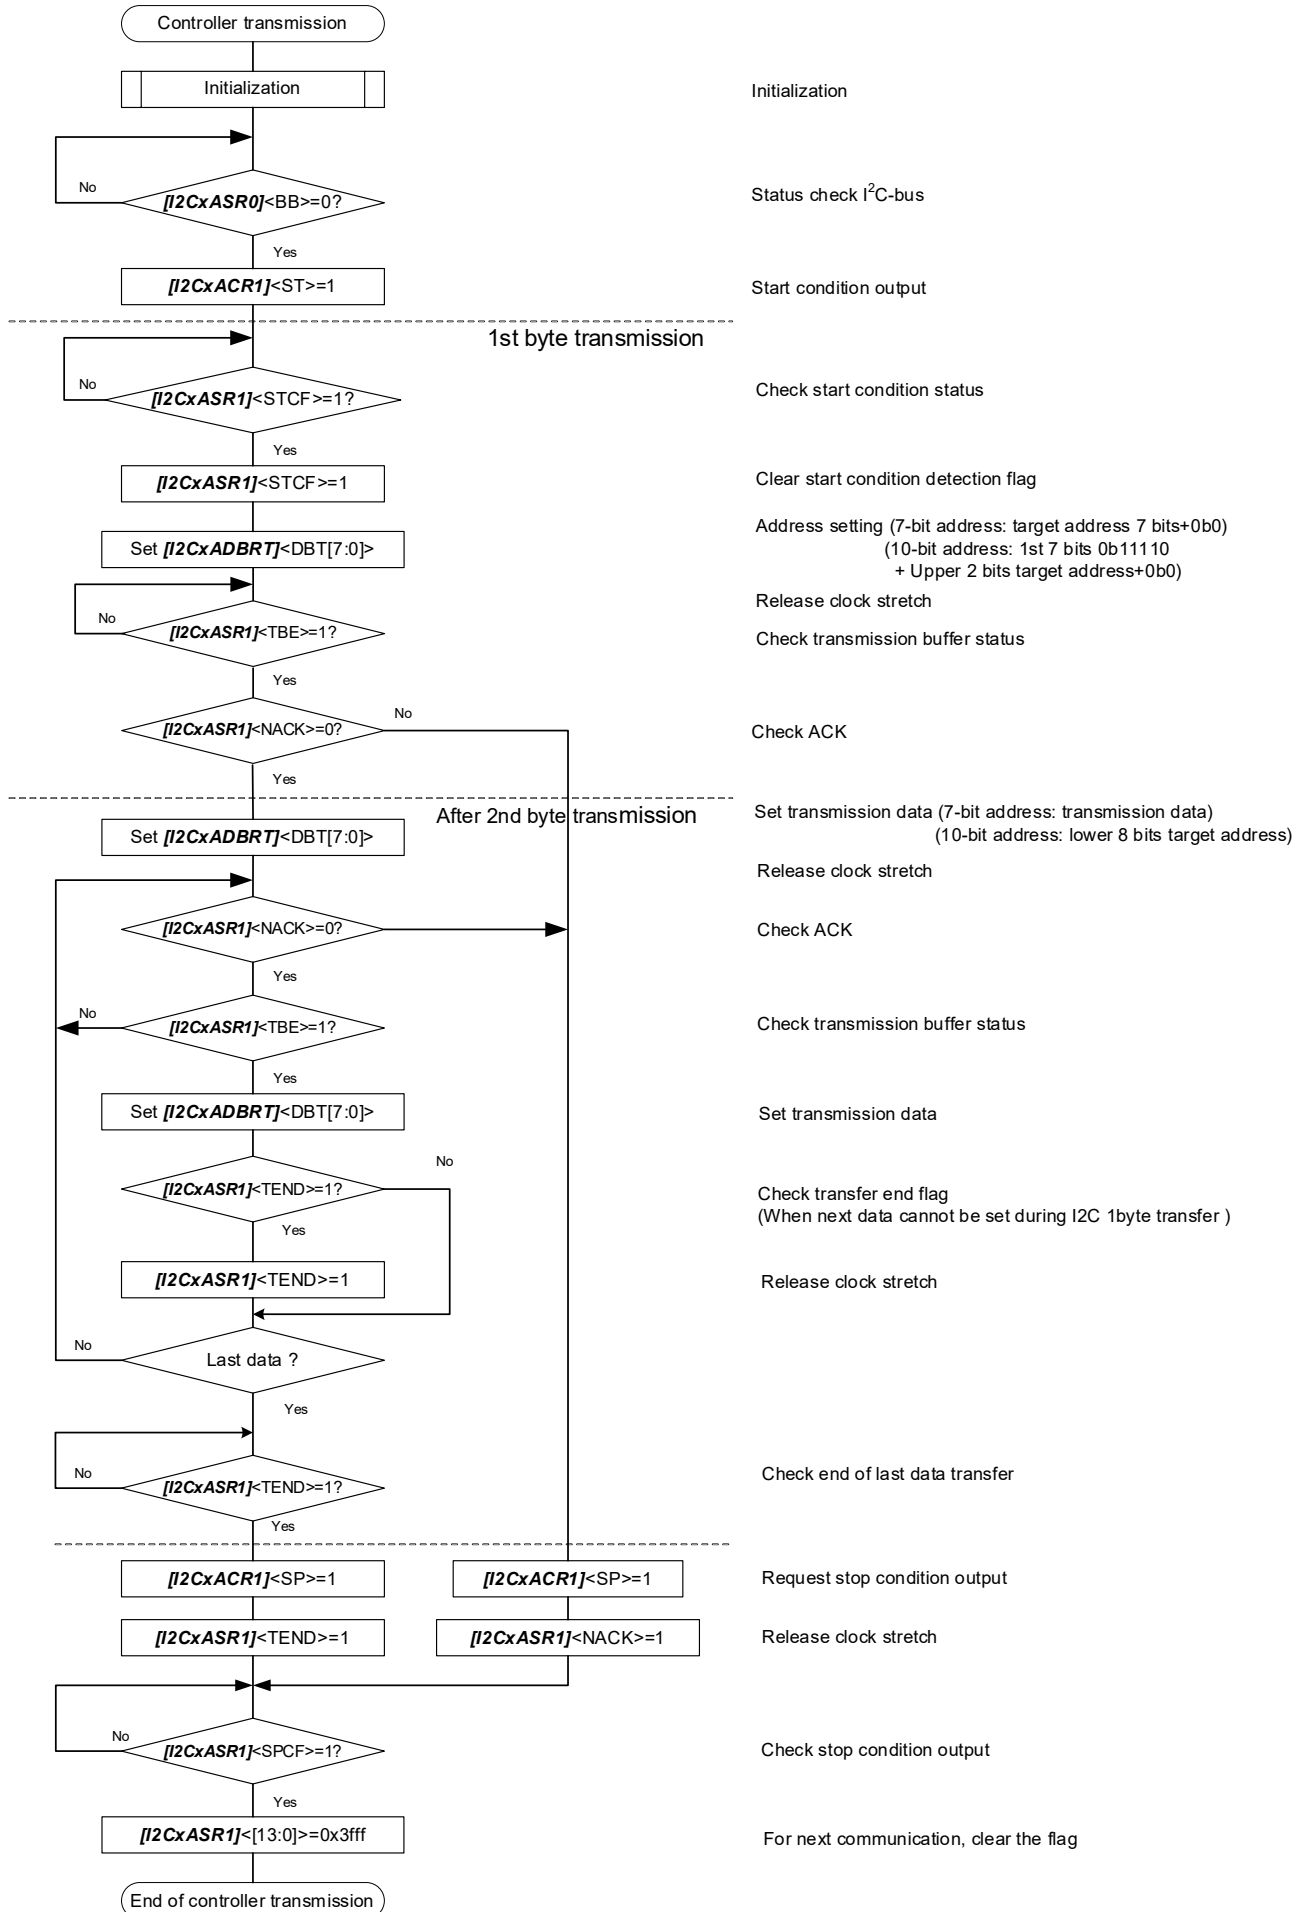 Controller transmission
Initialization
Initialization
No
[I2CxASR0]<BB>=0?
Status check I²C-bus
Yes
[I2CxACR1]<ST>=1
Start condition output
1st byte transmission
No
[I2CxASR1]<STCF>=1?
Check start condition status
Yes
[I2CxASR1]<STCF>=1
Clear start condition detection flag
Set [I2CxADBRT]<DBT[7:0]>
Address setting (7-bit address: target address 7 bits+0b0)
(10-bit address: 1st 7 bits 0b11110
+ Upper 2 bits target address+0b0)
Release clock stretch
No
[I2CxASR1]<TBE>=1?
Check transmission buffer status
Yes
[I2CxASR1]<NACK>=0?
No
Check ACK
Yes
After 2nd byte transmission
Set [I2CxADBRT]<DBT[7:0]>
Set transmission data (7-bit address: transmission data)
(10-bit address: lower 8 bits target address)
Release clock stretch
[I2CxASR1]<NACK>=0?
Check ACK
Yes
No
[I2CxASR1]<TBE>=1?
Check transmission buffer status
Yes
Set [I2CxADBRT]<DBT[7:0]>
Set transmission data
No
[I2CxASR1]<TEND>=1?
Check transfer end flag
(When next data cannot be set during I2C 1byte transfer )
Yes
[I2CxASR1]<TEND>=1
Release clock stretch
No
Last data ?
Yes
No
[I2CxASR1]<TEND>=1?
Check end of last data transfer
Yes
[I2CxACR1]<SP>=1
[I2CxACR1]<SP>=1
Request stop condition output
[I2CxASR1]<TEND>=1
[I2CxASR1]<NACK>=1
Release clock stretch
No
[I2CxASR1]<SPCF>=1?
Check stop condition output
Yes
[I2CxASR1]<[13:0]>=0x3fff
For next communication, clear the flag
End of controller transmission